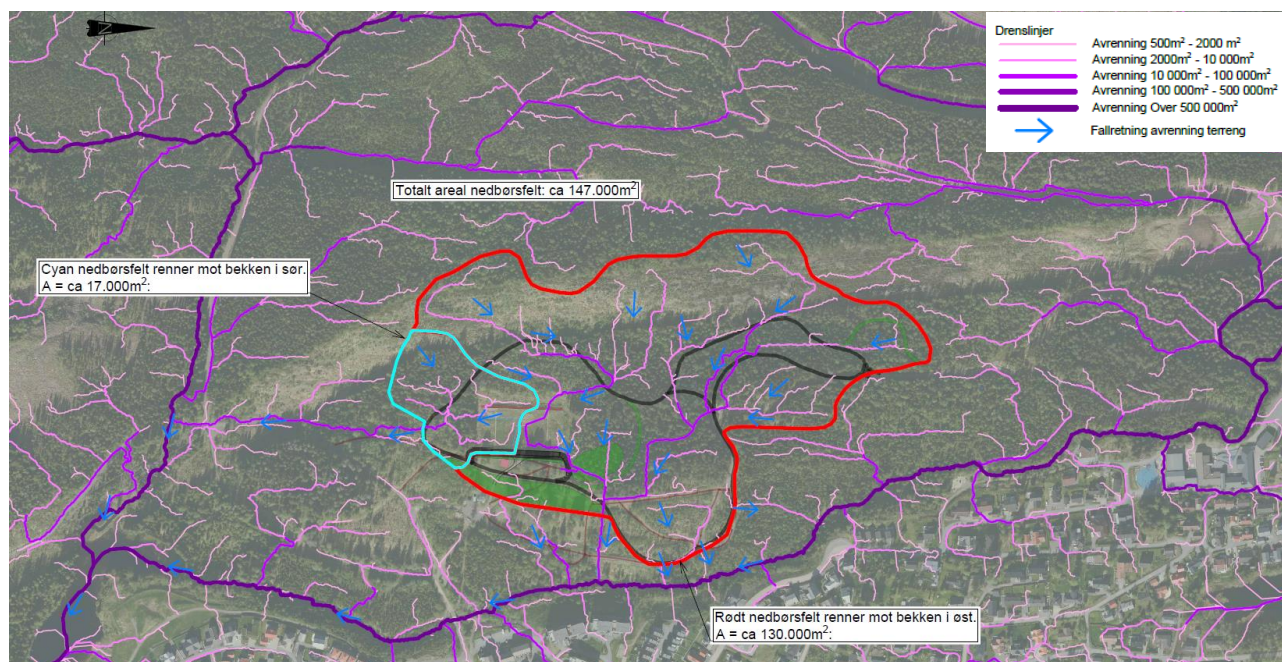 N
Drenslinjer
Avrenning 500m² - 2000 m²
Avrenning 2000m² - 10 000m²
Avrenning 10 000m² - 100 000m²
Avrenning 100 000m² - 500 000m²
Avrenning Over 500 000m²
Fallretning avrenning terreng
Totalt areal nedbørsfelt: ca 147.000m²
Cyan nedbørsfelt renner mot bekken i sør.
A = ca 17.000m²:
Rødt nedbørsfelt renner mot bekken i øst.
A = ca 130.000m²: